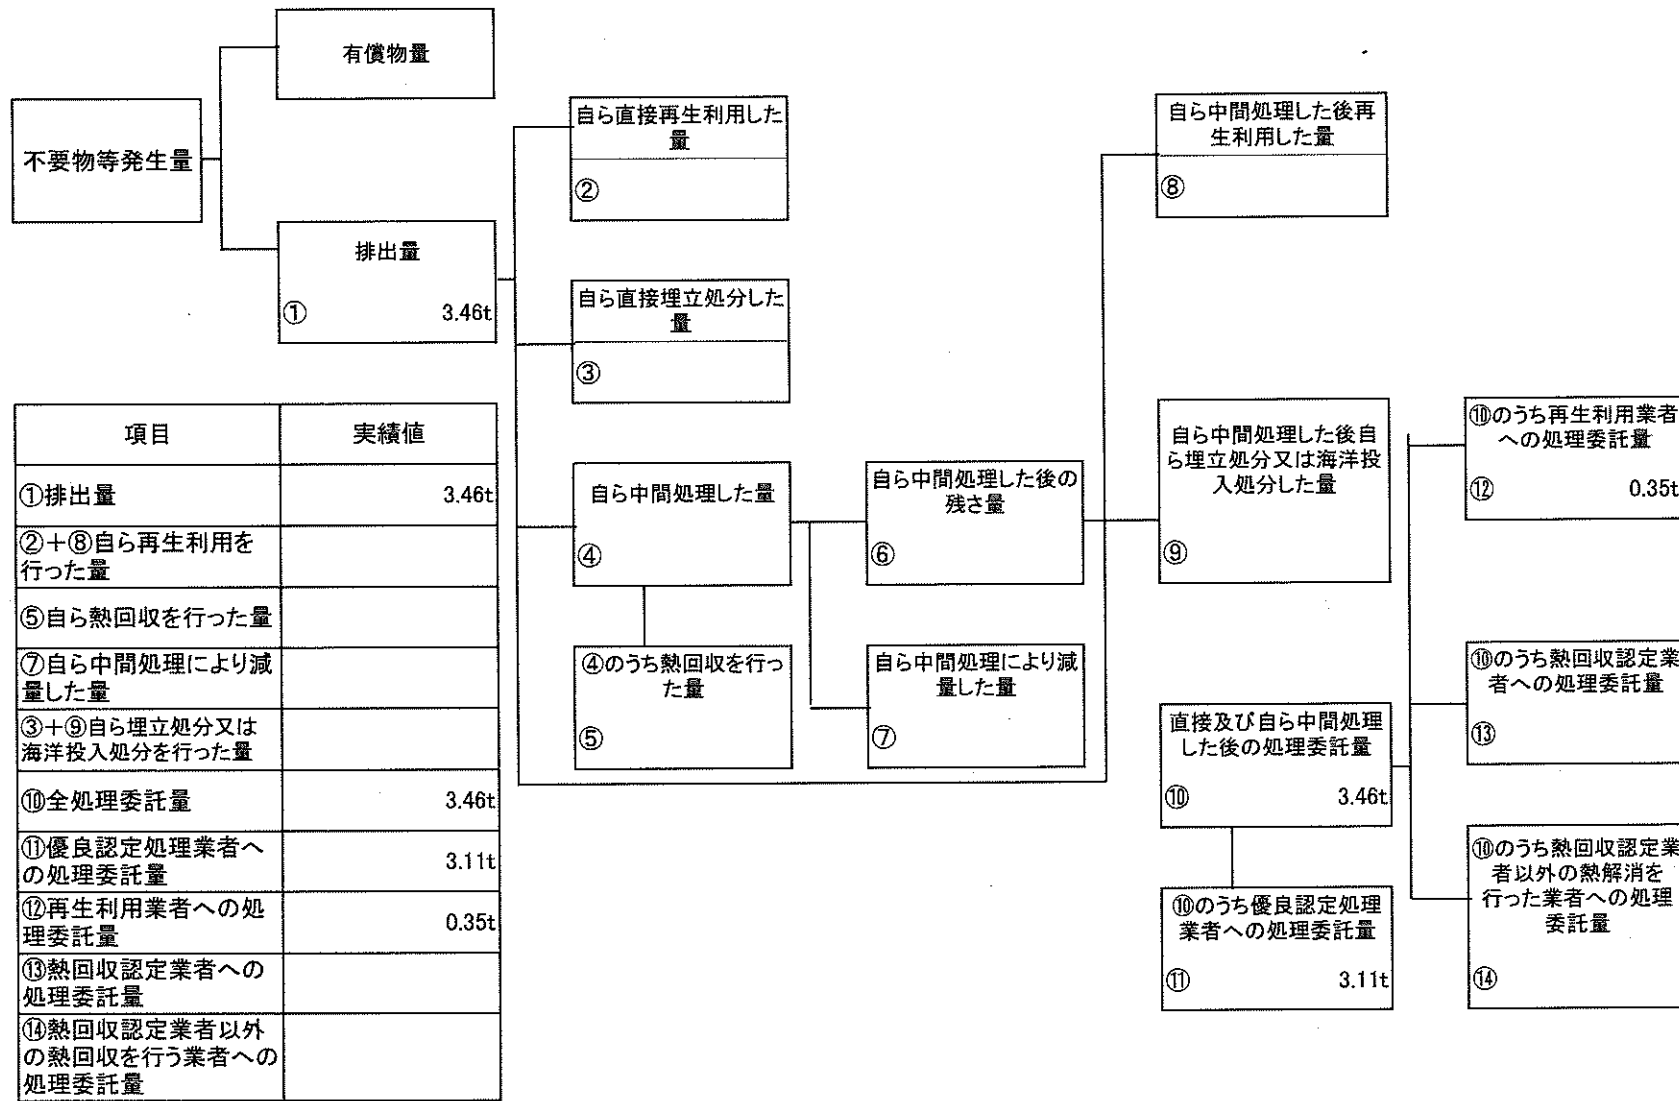 不要物等発生量
有償物量
排出量
① 3.46t
自ら直接再生利用した
量
②
自ら直接埋立処分した
量
③
自ら中間処理した量
④
④のうち熱回収を行っ
た量
⑤
自ら中間処理した後の
残さ量
⑥
自ら中間処理により減
量した量
⑦
自ら中間処理した後再
生利用した量
⑧
自ら中間処理した後自
ら埋立処分又は海洋投
入処分した量
⑨
直接及び自ら中間処理
した後の処理委託量
⑩ 3.46t
⑩のうち優良認定処理
業者への処理委託量
⑪ 3.11t
⑩のうち再生利用業者
への処理委託量
⑫ 0.35t
⑩のうち熱回収認定業
者への処理委託量
⑬
⑩のうち熱回収認定業
者以外の熱解消を
行った業者への処理
委託量
⑭
項目 実績値
①排出量 3.46t
②+⑧自ら再生利用を
行った量
⑤自ら熱回収を行った量
⑦自ら中間処理により減
量した量
③+⑨自ら埋立処分又は
海洋投入処分を行った量
⑩全処理委託量 3.46t
⑪優良認定処理業者へ
の処理委託量 3.11t
⑫再生利用業者への処
理委託量 0.35t
⑬熱回収認定業者への
処理委託量
⑭熱回収認定業者以外
の熱回収を行う業者への
処理委託量